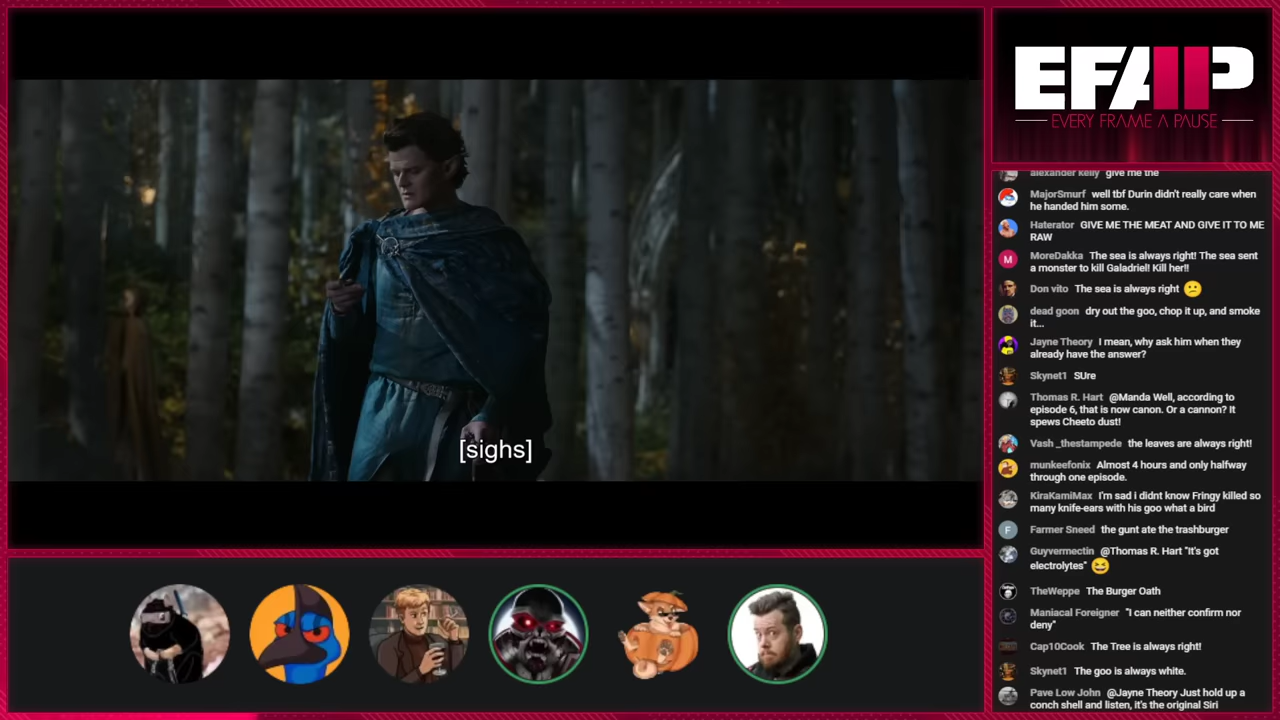 [sighs]
EFAP
EVERY FRAME A PAUSE
alexander kelly give me the
MajorSmurf well tbf Durin didn't really care when
he handed him some.
Haterator GIVE ME THE MEAT AND GIVE IT TO ME
RAW
M
MoreDakka The sea is always right! The sea sent
a monster to kill Galadriel! Kill her!!
Don vito The sea is always right
dead goon dry out the goo, chop it up, and smoke
it...
Jayne Theory I mean, why ask him when they
already have the answer?
Skynet1 SUre
Thomas R. Hart @Manda Well, according to
episode 6, that is now canon. Or a cannon? It
spews Cheeto dust!
Vash _thestampede the leaves are always right!
munkeefonix Almost 4 hours and only halfway
through one episode.
KiraKamiMax I'm sad i didnt know Fringy killed so
many knife-ears with his goo what a bird
F
Farmer Sneed the gunt ate the trashburger
Guyvermectin @Thomas R. Hart "It's got
electrolytes"
TheWeppe The Burger Oath
Maniacal Foreigner "I can neither confirm nor
deny"
Cap10Cook The Tree is always right!
Skynet1 The goo is always white.
Pave Low John @Jayne Theory Just hold up a
conch shell and listen, it's the original Siri